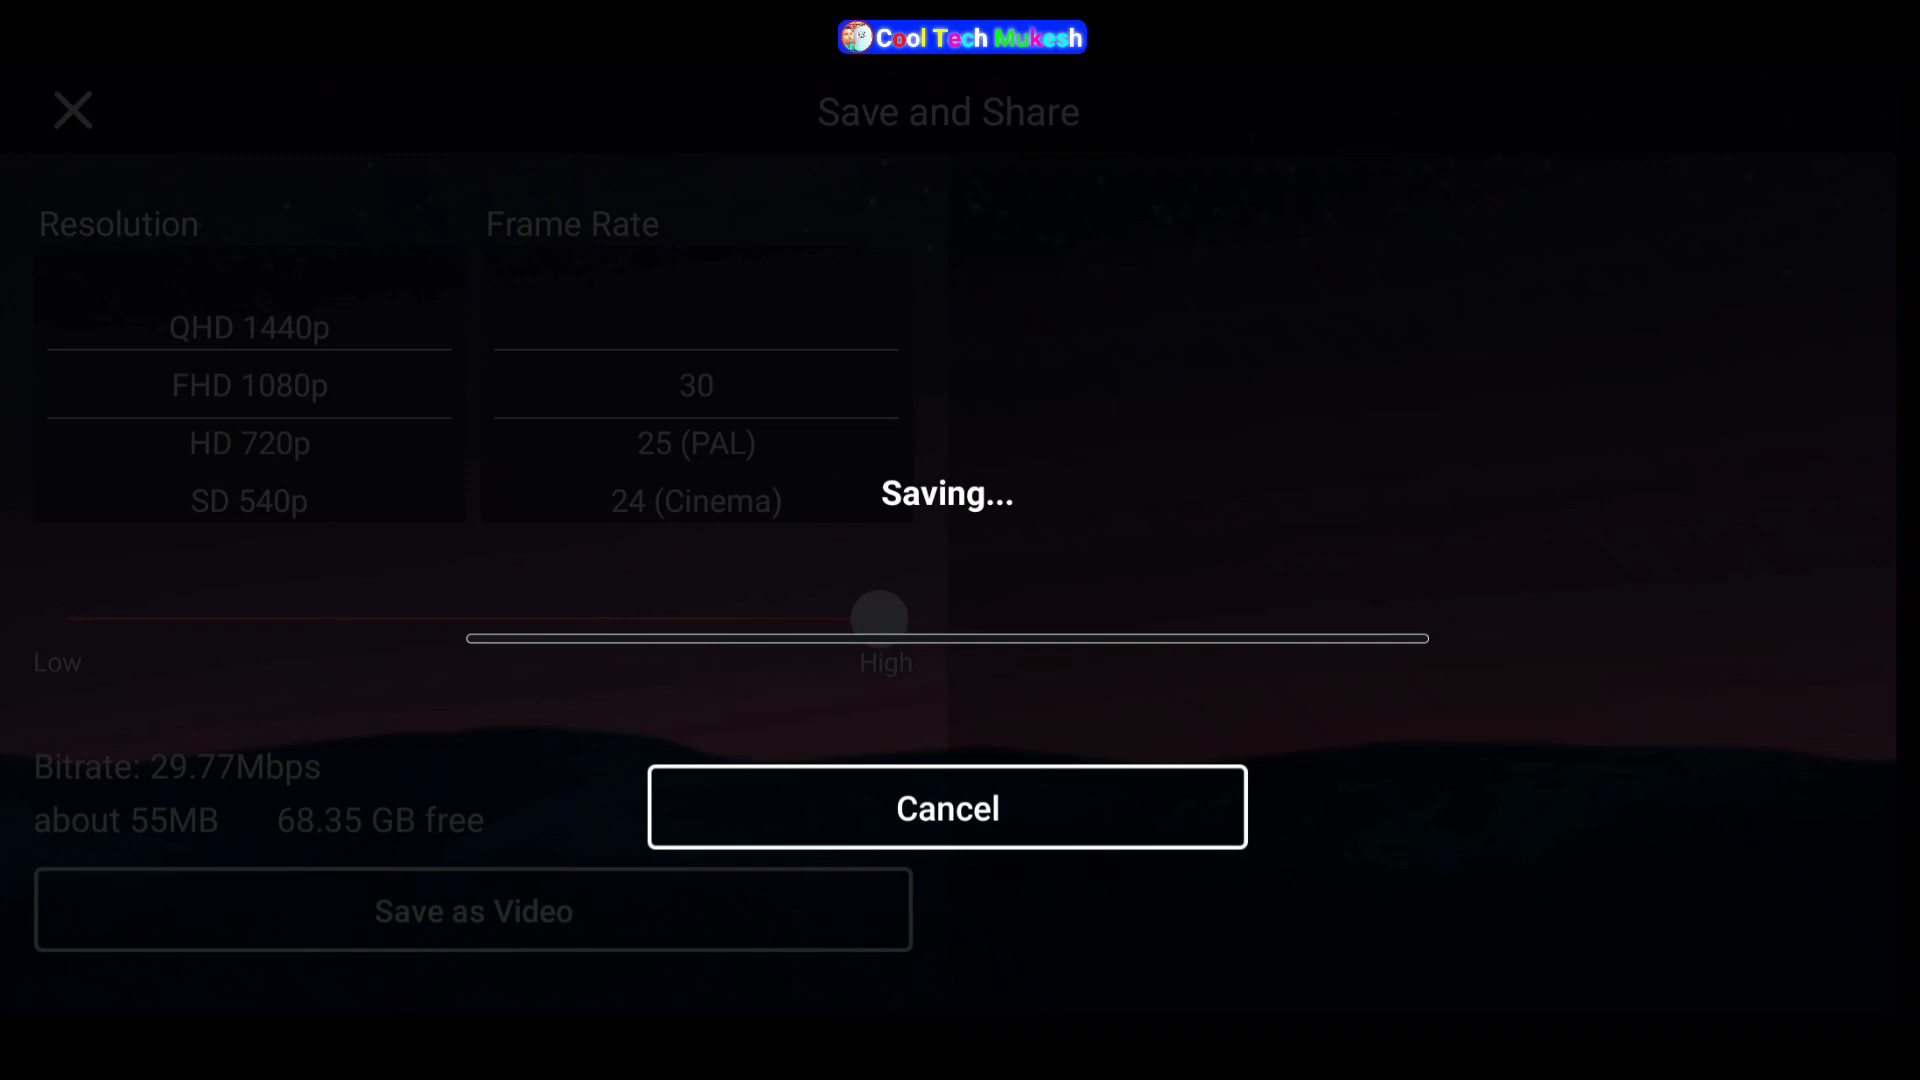 Cool Tech Mukesh
Save and Share
Resolution
Frame Rate
QHD 1440p
FHD 1080p
HD 720p
SD 540p
30
25 (PAL)
24 (Cinema)
Saving...
Low
High
Bitrate: 29.77Mbps
about 55MB
68.35 GB free
Cancel
Save as Video